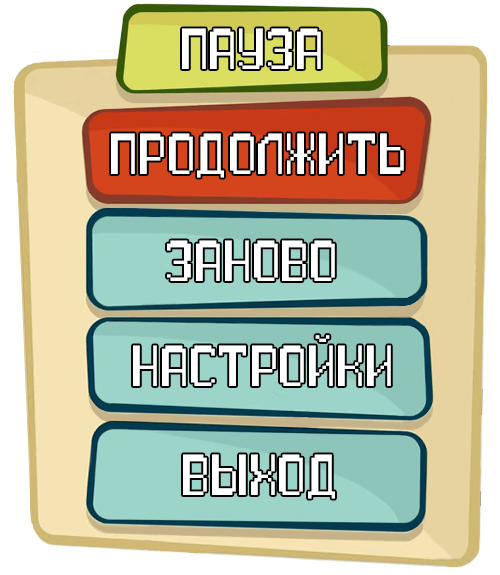 ПАУЗА
ПРОДОЛЖИТЬ
ЗАНОВО
НАСТРОЙКИ
ВЫХОД